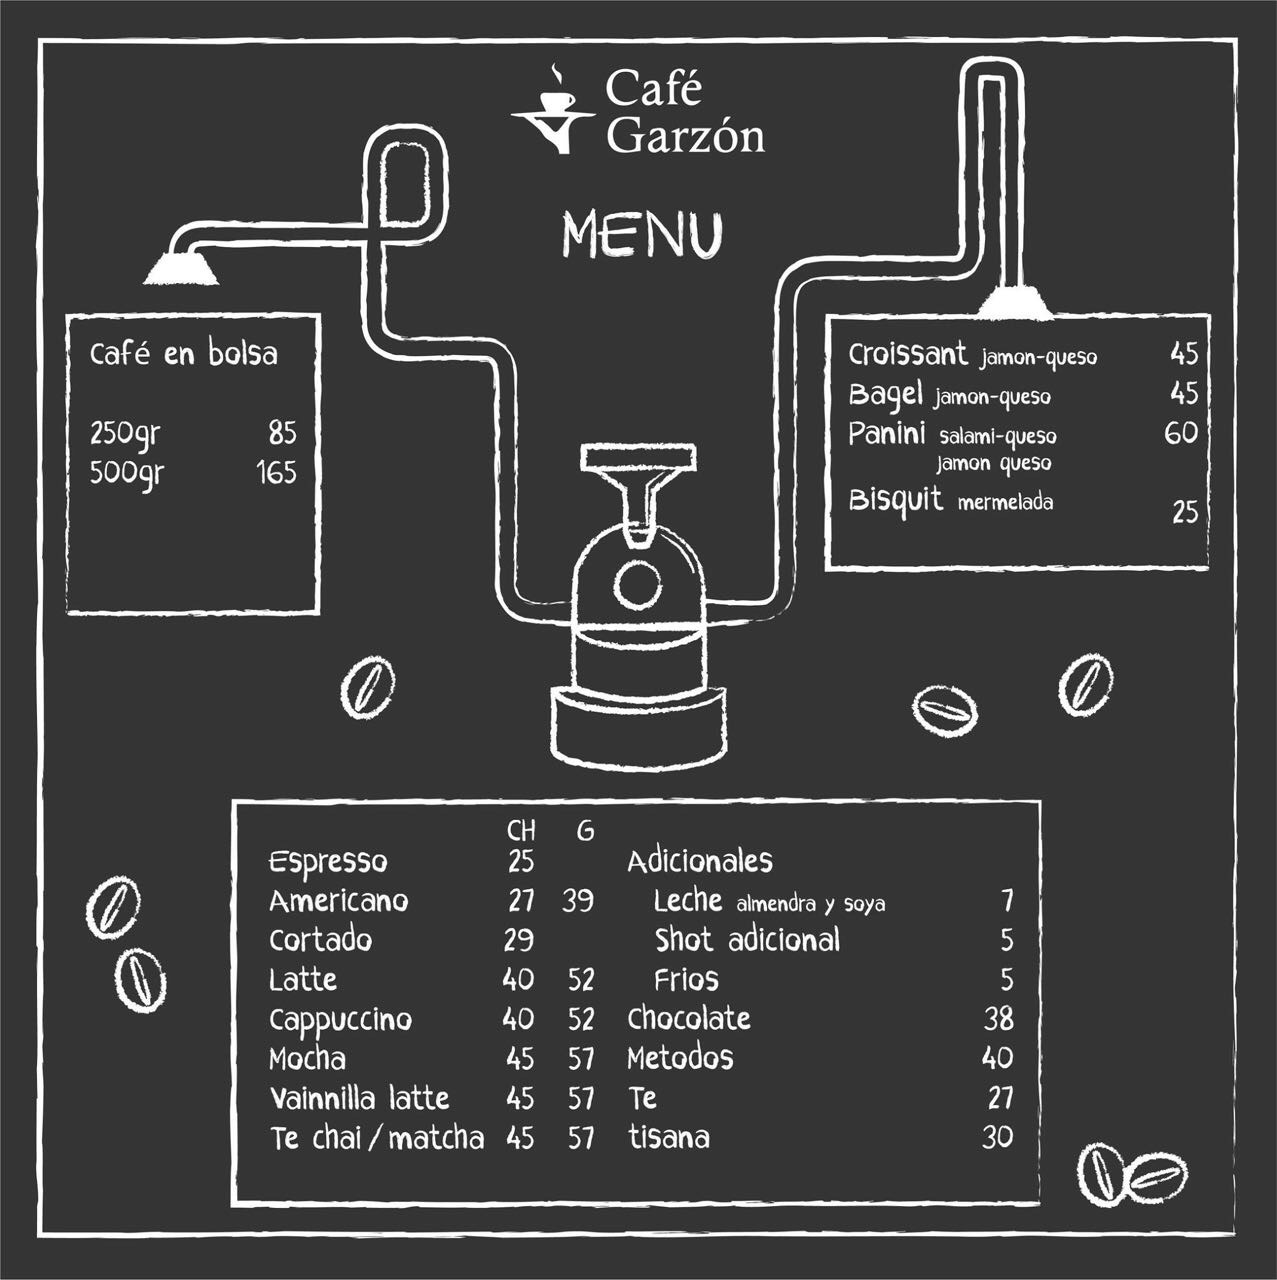 Café
Garzón
MENU
Café en bolsa
250gr 85
500gr 165
Croissant jamon-queso 45
Bagel jamon-queso 45
Panini salami-queso 60
jamon queso
Bisquit mermelada 25
CH G
Espresso 25
Americano 27 39
Cortado 29
Latte 40 52
Cappuccino 40 52
Mocha 45 57
Vainnilla latte 45 57
Te chai / matcha 45 57
Adicionales
Leche almendra y soya 7
Shot adicional 5
Frios 5
Chocolate 38
Metodos 40
Te 27
tisana 30